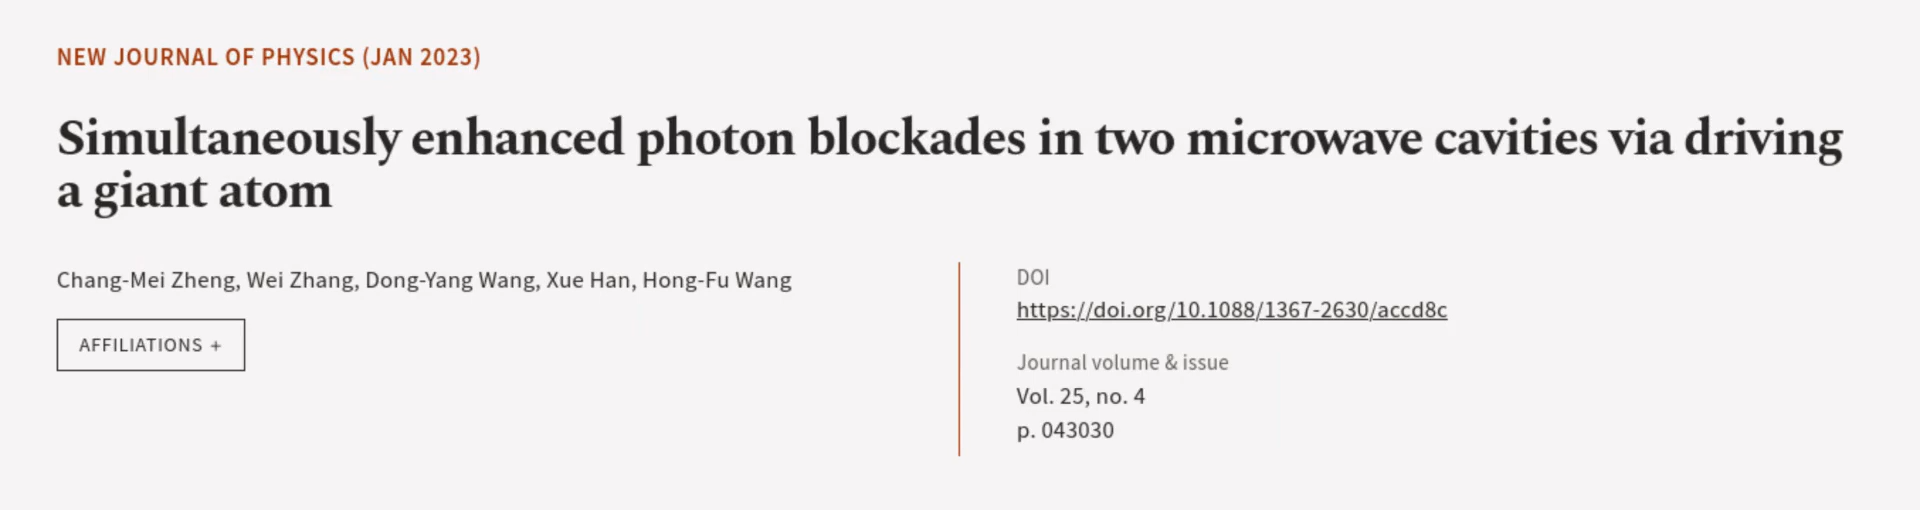 NEW JOURNAL OF PHYSICS (JAN 2023)
Simultaneously enhanced photon blockades in two microwave cavities via driving
a giant atom
Chang-Mei Zheng, Wei Zhang, Dong-Yang Wang, Xue Han, Hong-Fu Wang
AFFILIATIONS +
DOI
https://doi.org/10.1088/1367-2630/accd8c
Journal volume & issue
Vol. 25, no. 4
p. 043030